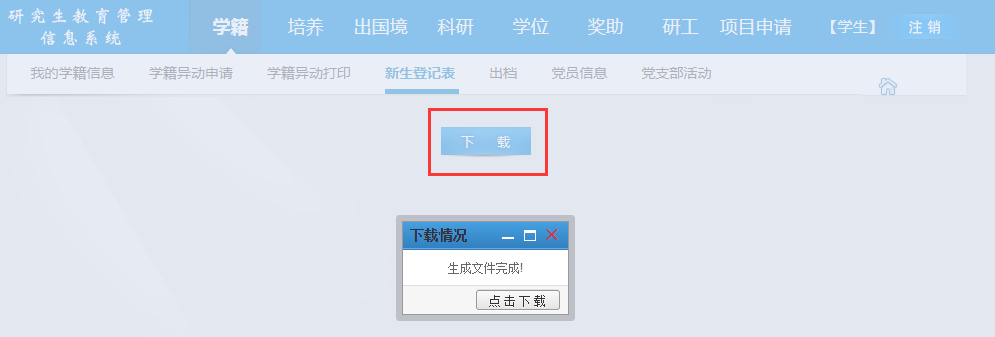 研究生教育管理
信息系统
学籍 培养 出国境 科研 学位 奖助 研工 项目申请 【学生】 注 销
我的学籍信息 学籍异动申请 学籍异动打印 新生登记表 出档 党员信息 党支部活动
下 载
下载情况
生成文件完成!
点击下载